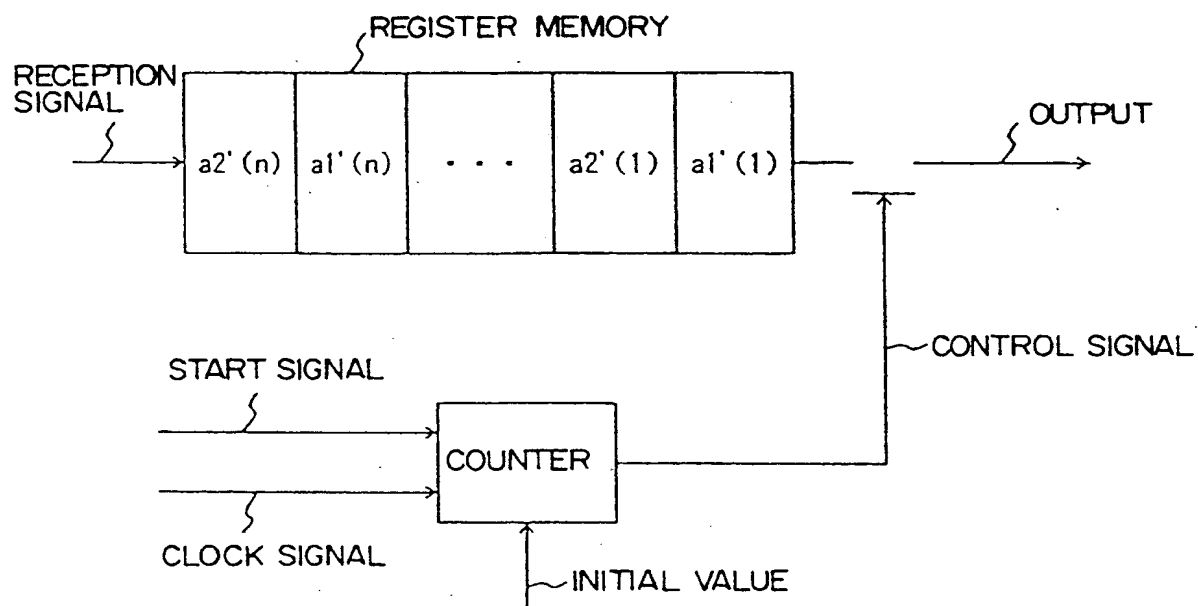 REGISTER MEMORY
RECEPTION
SIGNAL
OUTPUT
a2'(n) a1'(n) · · · a2'(1) a1'(1)
CONTROL SIGNAL
START SIGNAL
COUNTER
CLOCK SIGNAL
INITIAL VALUE